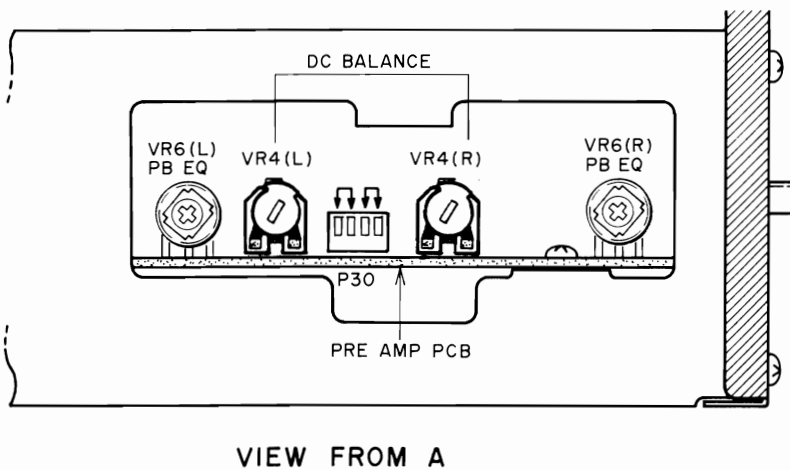 DC BALANCE
VR6(L)
PB EQ
VR4(L)
VR4(R)
VR6(R)
PB EQ
P30
PRE AMP PCB
VIEW FROM A